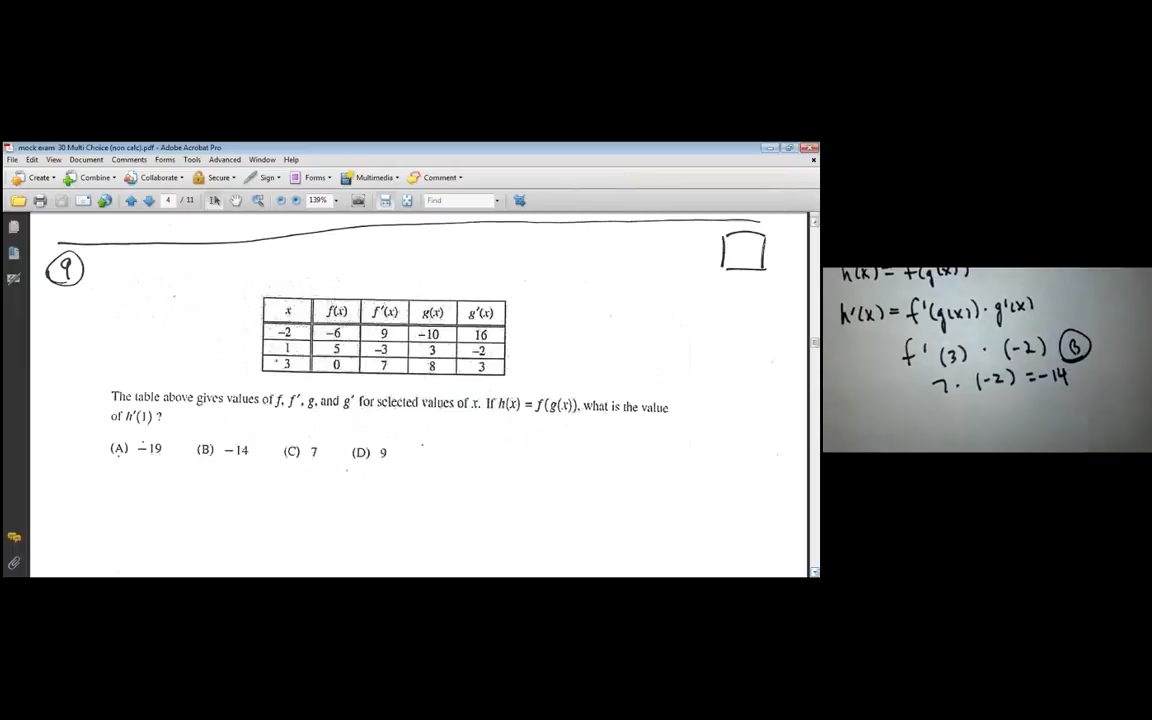 mock exam 30 Multi Choice (non calc).pdf - Adobe Acrobat Pro
File Edit View Document Comments Forms Tools Advanced Window Help
Create Combine Collaborate Secure Sign Forms Multimedia Comment
4 / 11 139% Find
9
x f(x) f'(x) g(x) g'(x)
-2 -6 9 -10 16
1 5 -3 3 -2
3 0 7 8 3
The table above gives values of f, f', g, and g' for selected values of x. If h(x) = f(g(x)), what is the value
of h'(1) ?
(A) -19 (B) -14 (C) 7 (D) 9
h(x) = f(g(x))
h'(x) = f'(g(x)) · g'(x)
f' (3) · (-2) B
7 · (-2) = -14